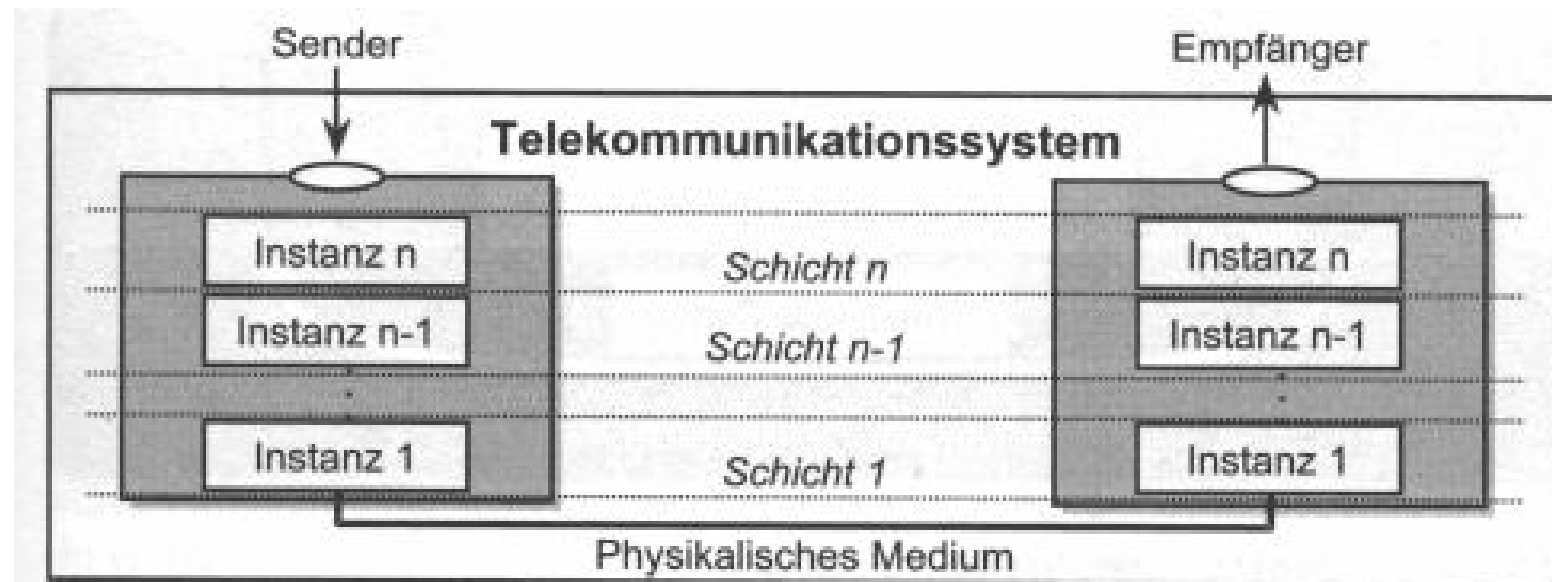 Sender
Empfänger
Telekommunikationssystem
Instanz n
Schicht n
Instanz n
Instanz n-1
Schicht n-1
Instanz n-1
Instanz 1
Schicht 1
Instanz 1
Physikalisches Medium